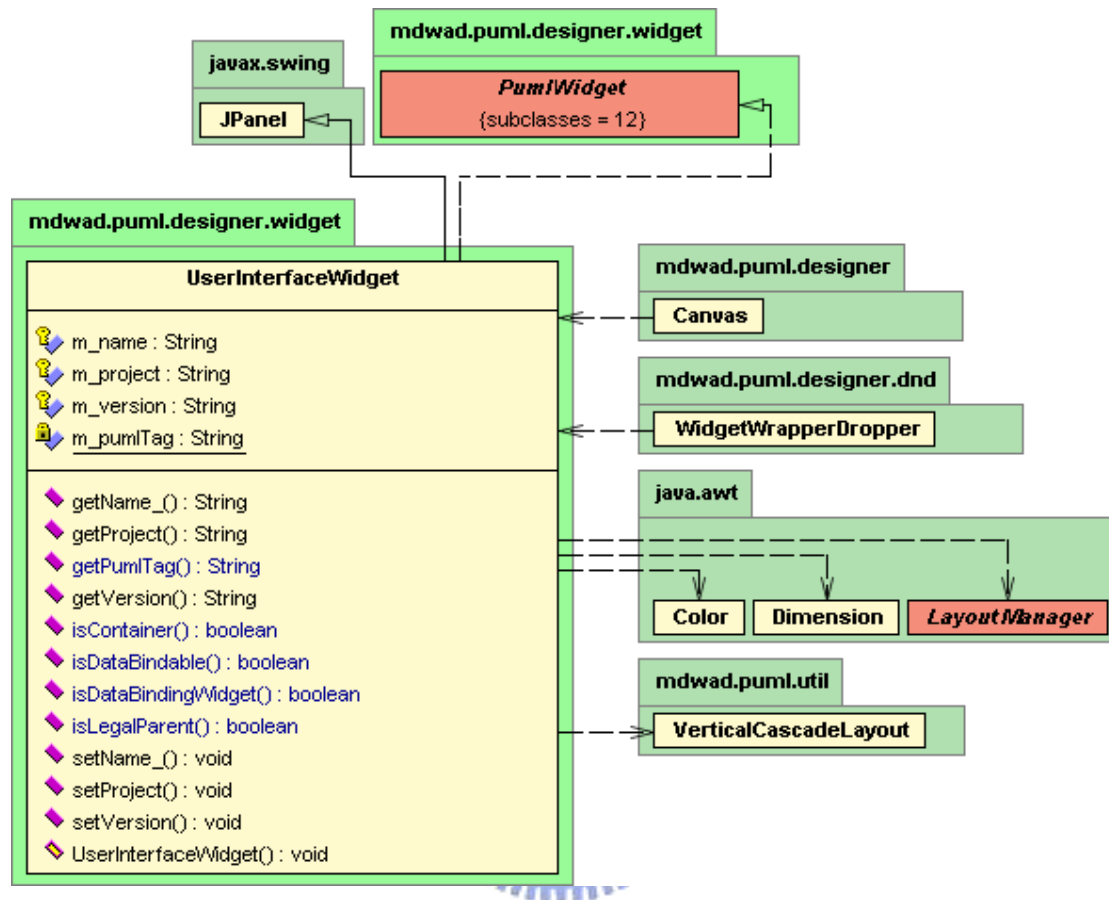 mdwad.puml.designer.widget
javax.swing
PumlWidget
{subclasses = 12}
JPanel
mdwad.puml.designer.widget
UserInterfaceWidget
m_name : String
m_project : String
m_version : String
m_pumlTag : String
getName_() : String
getProject() : String
getPumlTag() : String
getVersion() : String
isContainer() : boolean
isDataBindable() : boolean
isDataBindingWidget() : boolean
isLegalParent() : boolean
setName_() : void
setProject() : void
setVersion() : void
UserInterfaceWidget() : void
mdwad.puml.designer
Canvas
mdwad.puml.designer.dnd
WidgetWrapperDropper
java.awt
Color
Dimension
LayoutManager
mdwad.puml.util
VerticalCascadeLayout